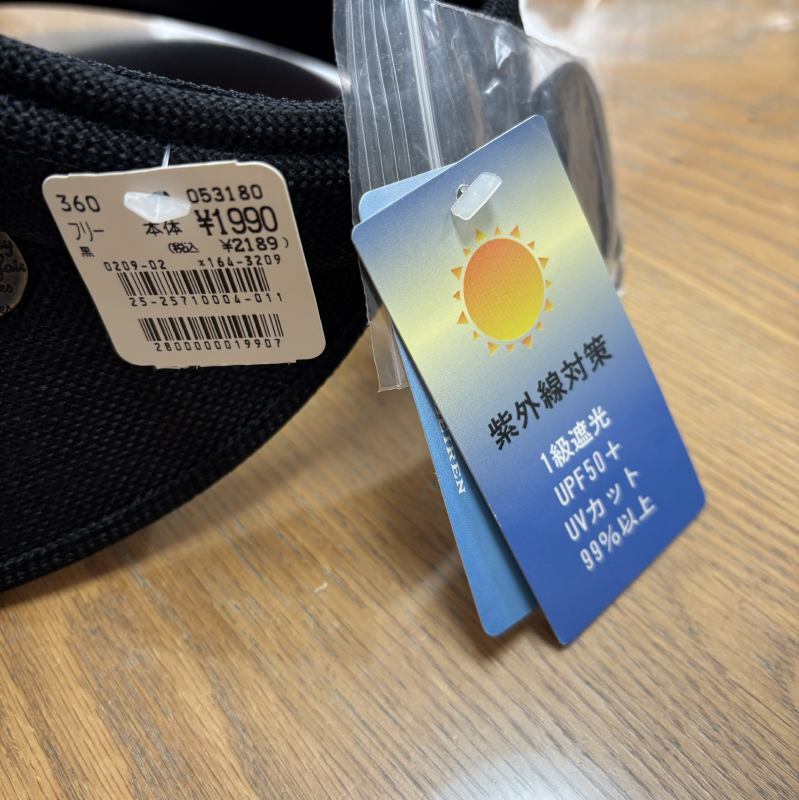 360
053180
フリー
本体 ¥1990
黒
(税込 ¥2189)
0209-02 *164-3209
25-25710004-011
2800000019907
紫外線対策
1級遮光
UPF50+
UVカット
99%以上